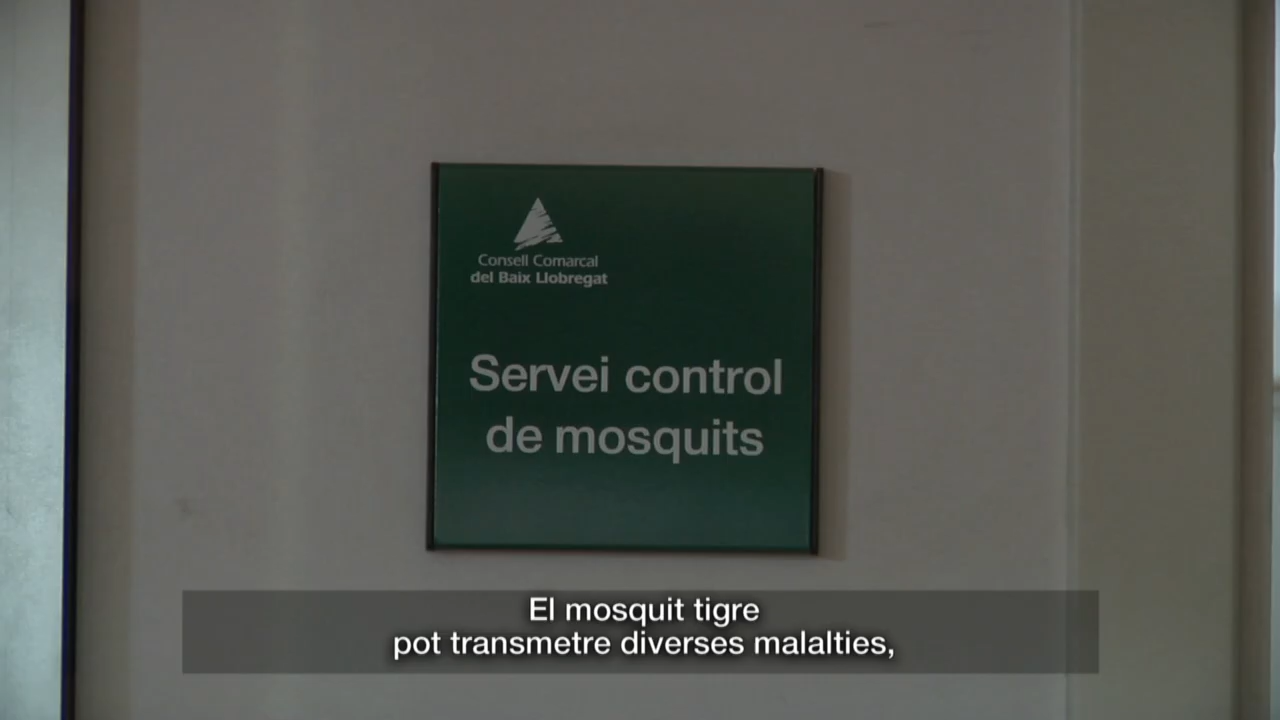 Consell Comarcal
del Baix Llobregat
Servei control
de mosquits
El mosquit tigre
pot transmetre diverses malalties,